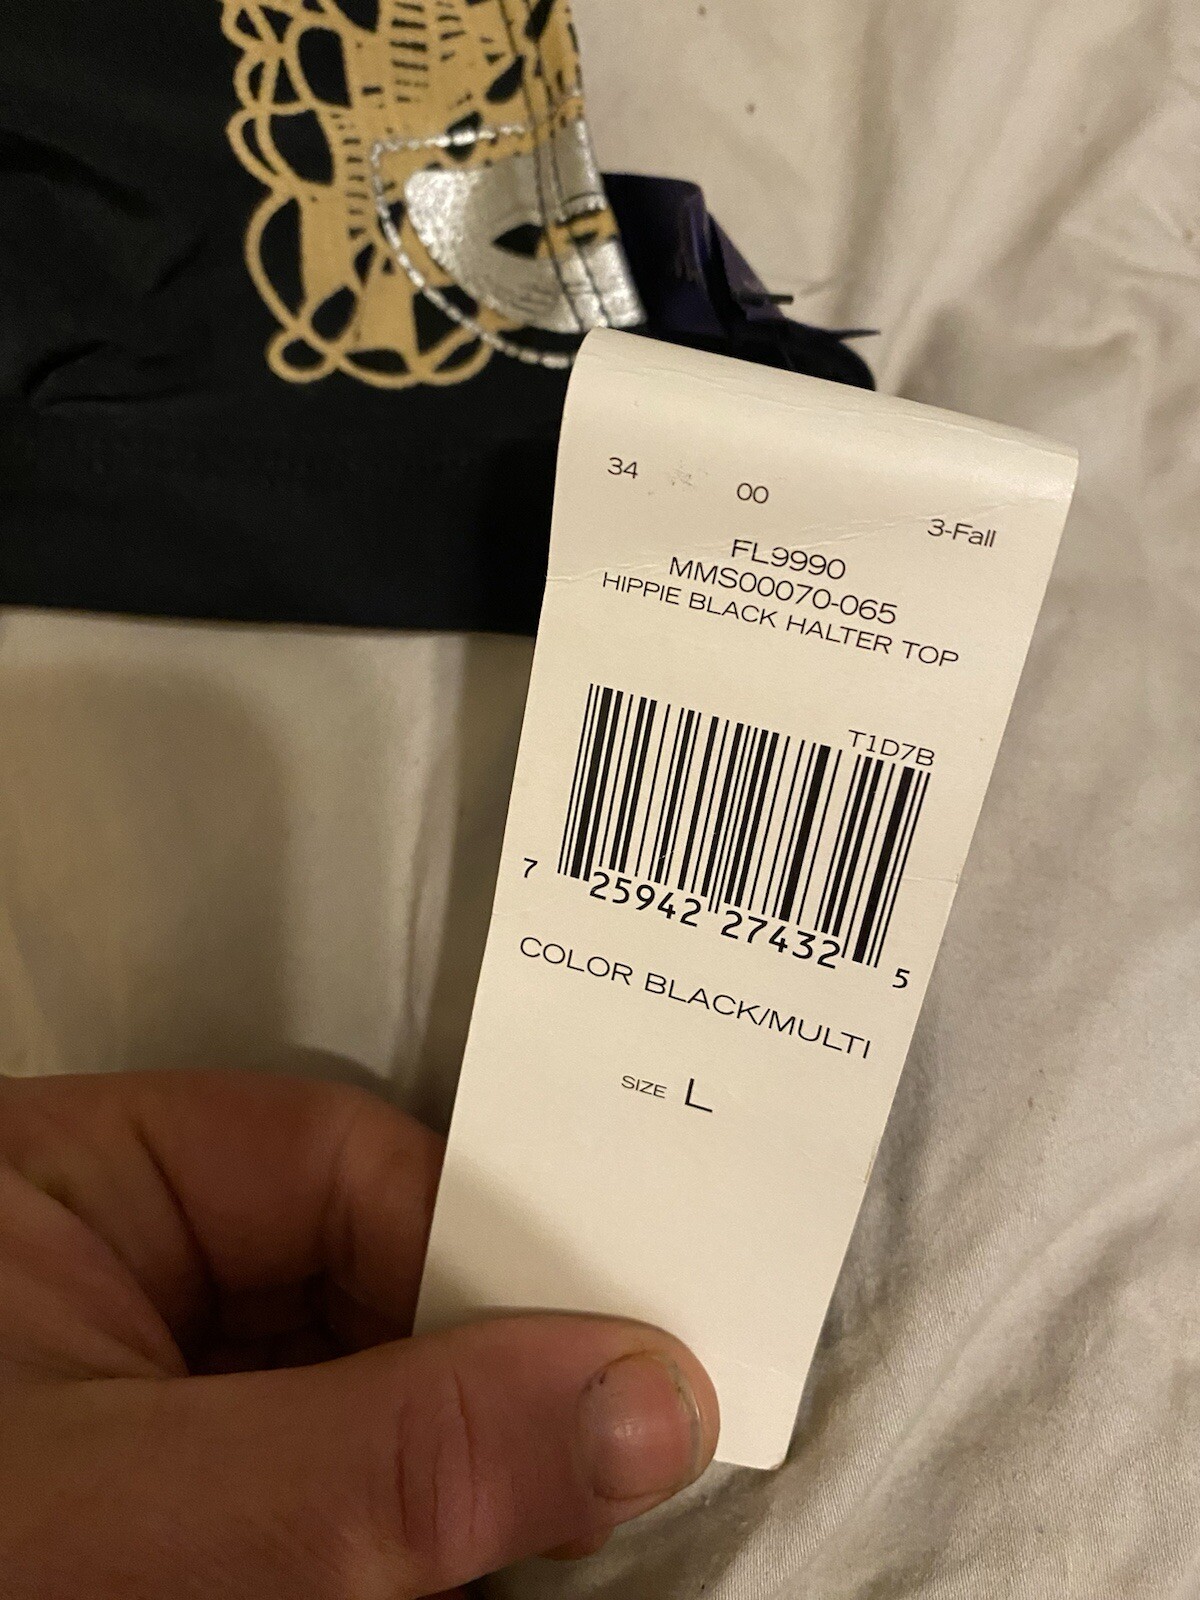 34 00 3-Fall
FL9990
MMS00070-065
HIPPIE BLACK HALTER TOP
T1D7B
7 25942 27432 5
COLOR BLACK/MULTI
SIZE L